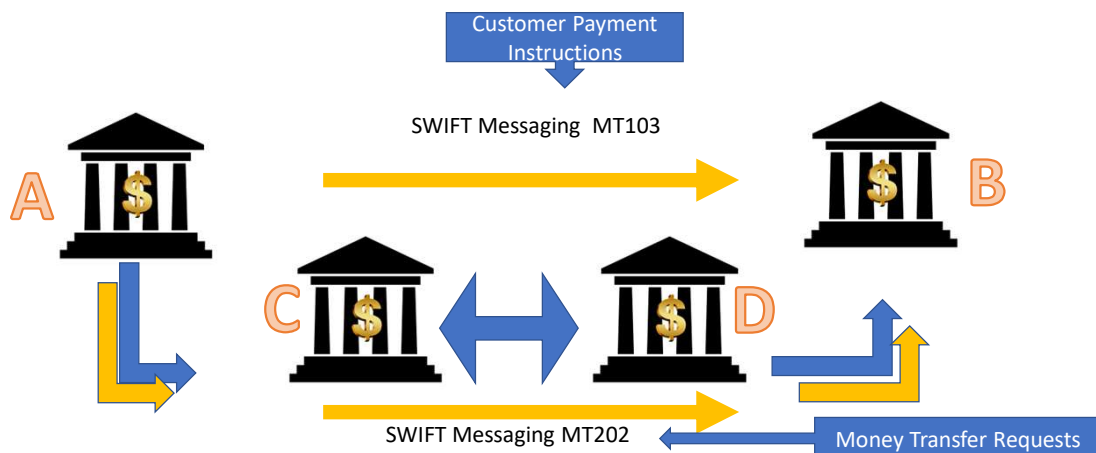 Customer Payment
Instructions
SWIFT Messaging  MT103
A
$
$
B
C
$
$
D
SWIFT Messaging MT202
Money Transfer Requests